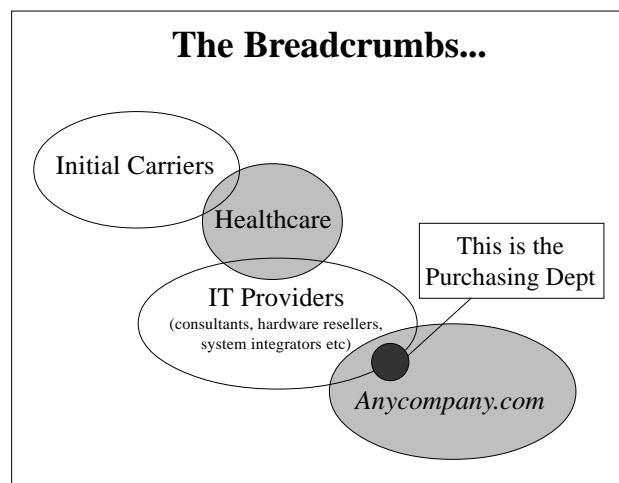 The Breadcrumbs...
Initial Carriers
Healthcare
This is the
Purchasing Dept
IT Providers
(consultants, hardware resellers,
system integrators etc)
Anycompany.com